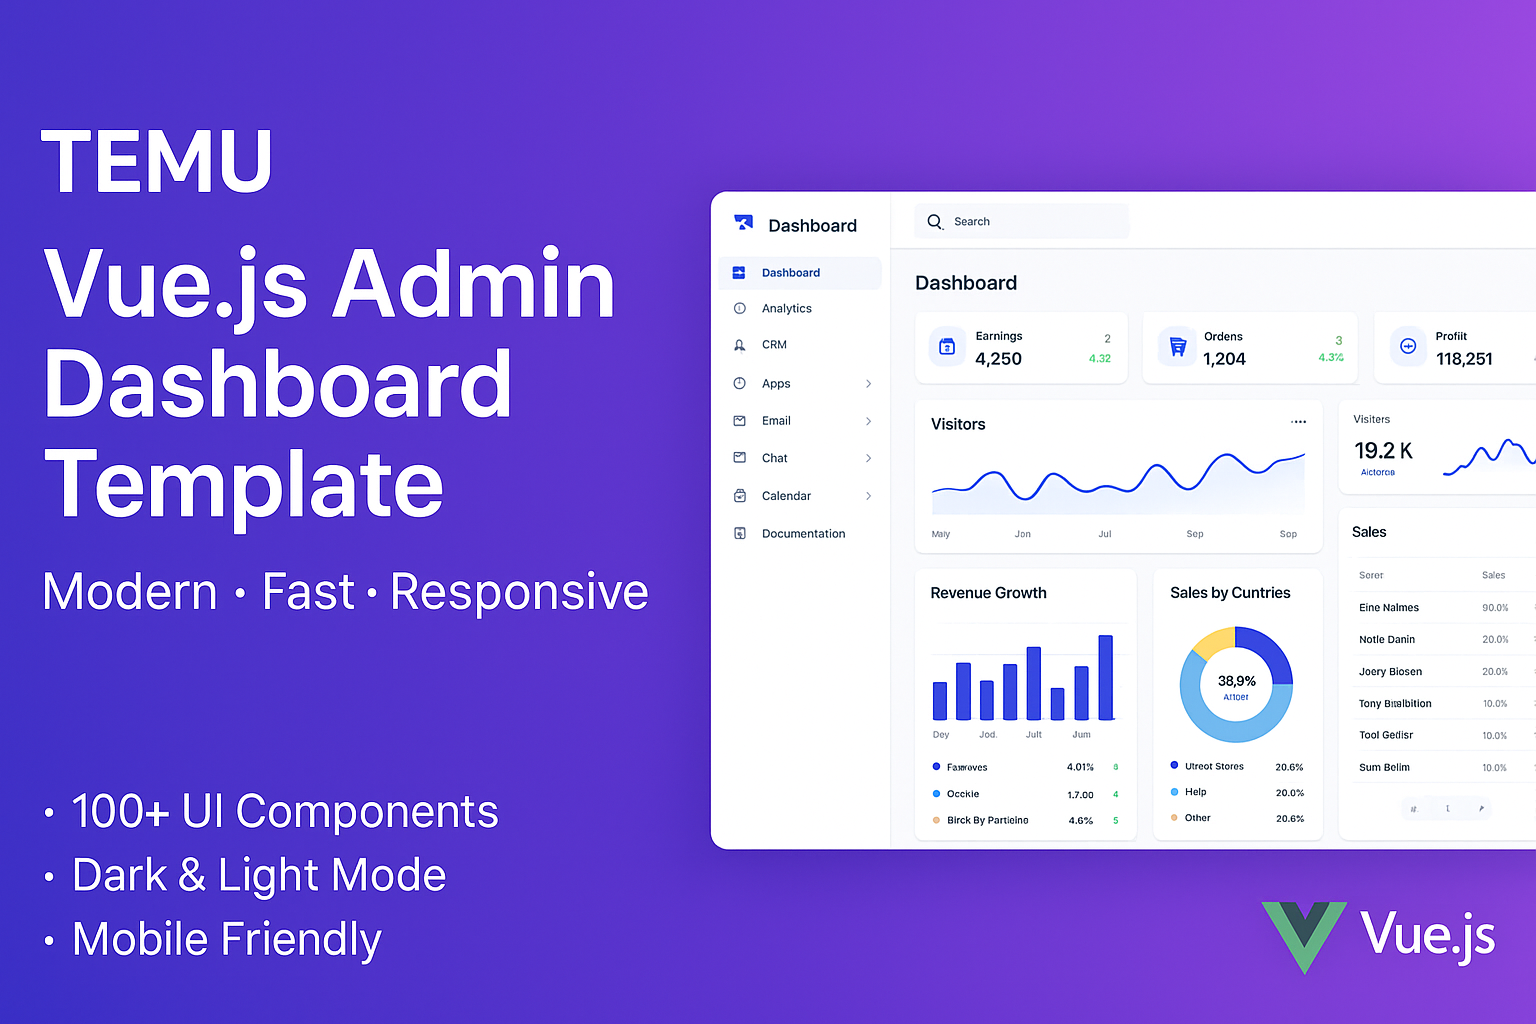 TEMU
Vue.js Admin
Dashboard
Template
Modern · Fast · Responsive
• 100+ UI Components
• Dark & Light Mode
• Mobile Friendly
Dashboard
Dashboard
Analytics
CRM
Apps
Email
Chat
Calendar
Documentation
Search
Dashboard
Earnings 2
4,250 4.32
Ordens 3
1,204 4.3%
Profiit
118,251
Visitors
Maiy Jon Jul Sep Sop
Visiters
19.2 K
Revenue Growth
Dey Jod. Jult Jum
4.01% 8
Occkie 1.7.00 4
Birck By Partieino 4.6% 5
Sales by Cuntries
38,9%
Utreot Stores 20.6%
Help 20.0%
Other 20.6%
Sales
Sorer Sales
Eine Nalmes 90.0%
Notle Danin 20.0%
Joery Biosen 20.0%
Tony 10.0%
Tool Gedisr 10.0%
Sum Belim 10.0%
Vue.js